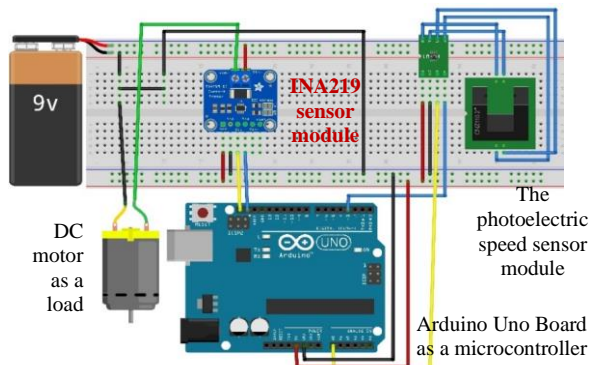 9v
INA219
sensor
module
DC
motor
as a
load
UNO
Arduino
The
photoelectric
speed sensor
module
Arduino Uno Board
as a microcontroller